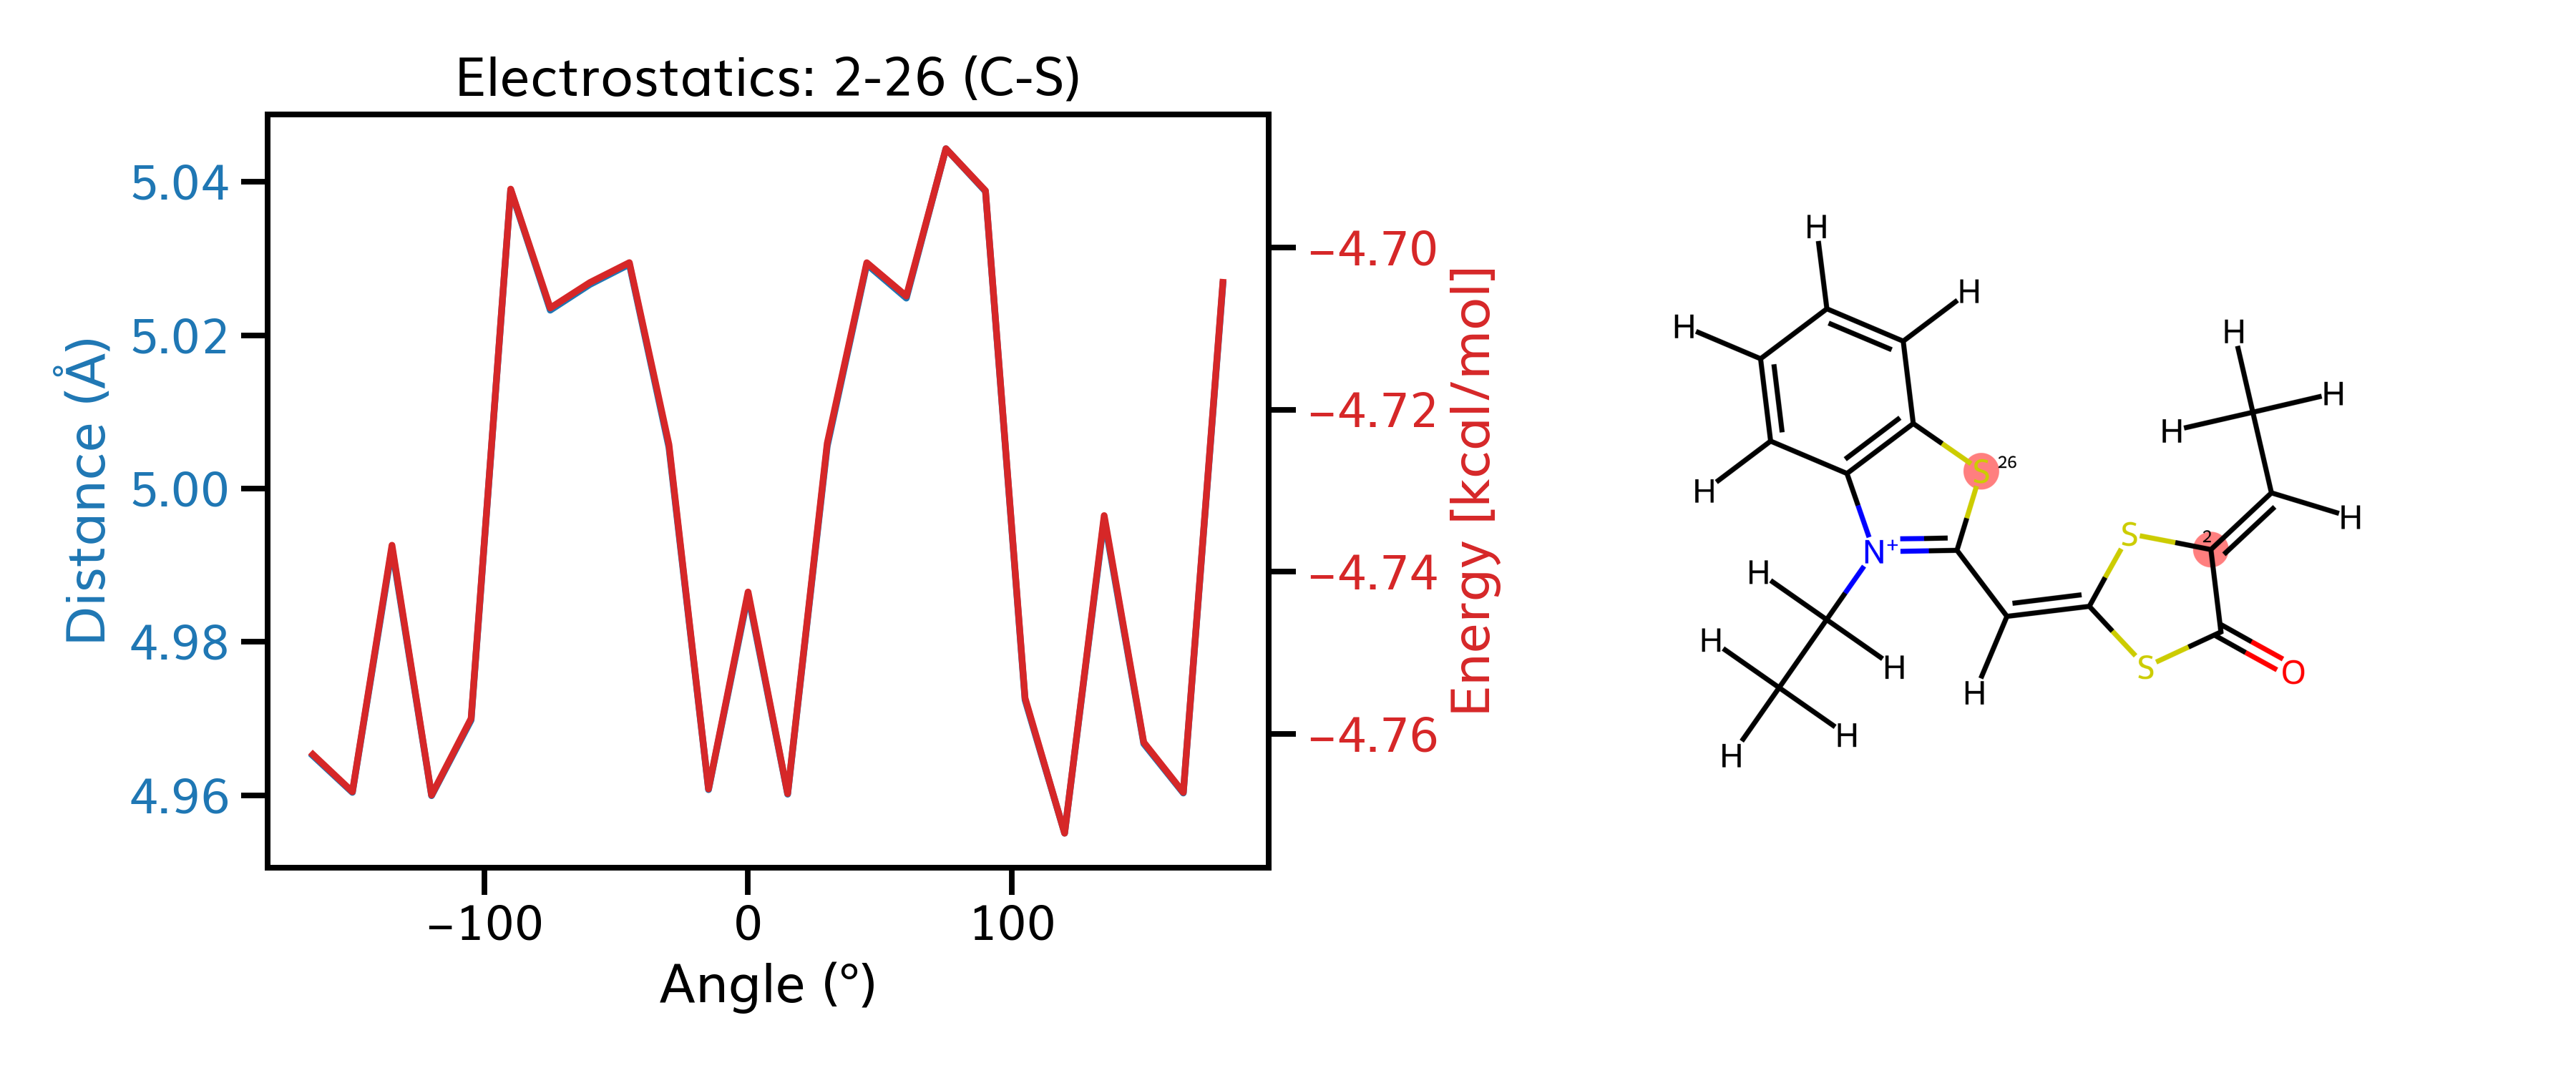 Electrostatics: 2-26 (C-S)
Distance (Å)
5.04
5.02
5.00
4.98
4.96
−100
0
100
Angle (°)
−4.70
−4.72
−4.74
−4.76
Energy [kcal/mol]
H
H
H
H
S 26
N+
H
H
H
H
H
H
S
S
2
O
H
H
H
H